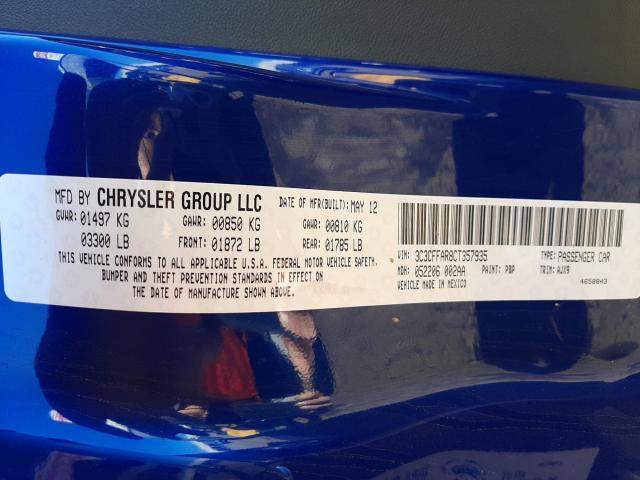 MFD BY CHRYSLER GROUP LLC DATE OF MFR(BUILT): MAY 12
GVWR: 01497 KG GAWR: 00850 KG GAWR: 00810 KG
03300 LB FRONT: 01872 LB REAR: 01785 LB
THIS VEHICLE CONFORMS TO ALL APPLICABLE U.S.A. FEDERAL MOTOR VEHICLE SAFETY,
BUMPER AND THEFT PREVENTION STANDARDS IN EFFECT ON
THE DATE OF MANUFACTURE SHOWN ABOVE.
VIN: 3C3CFFAR8CT357935 TYPE: PASSENGER CAR
MDH: 052206 002AA PAINT: PBP TRIM: AJX9
VEHICLE MADE IN MEXICO 4658843